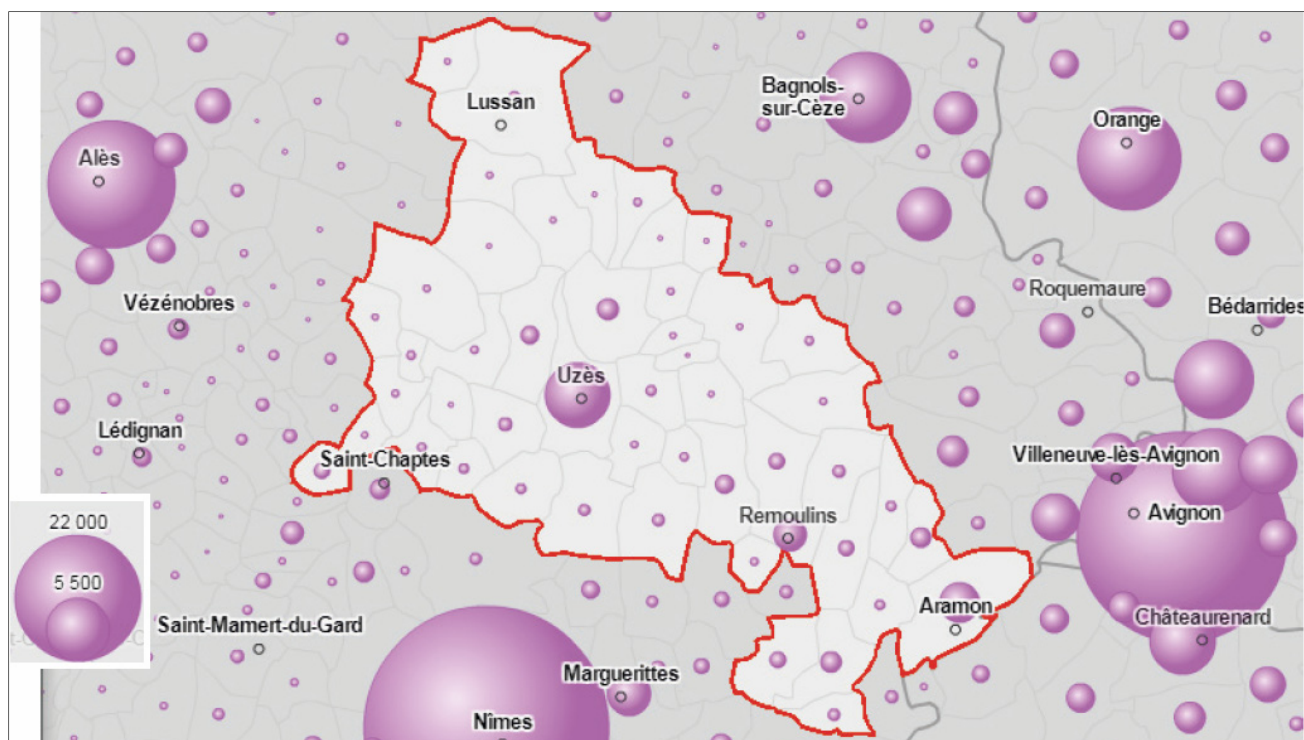 Bagnols-
sur-Cèze
Lussan
Orange
Alès
Roquemaure
Vézénobres
Bédarrides
Uzès
Lédignan
Saint-Chaptes
Villeneuve-lès-Avignon
Avignon
Remoulins
22 000
5 500
Aramon
Châteaurenard
Saint-Mamert-du-Gard
Marguerittes
Nîmes